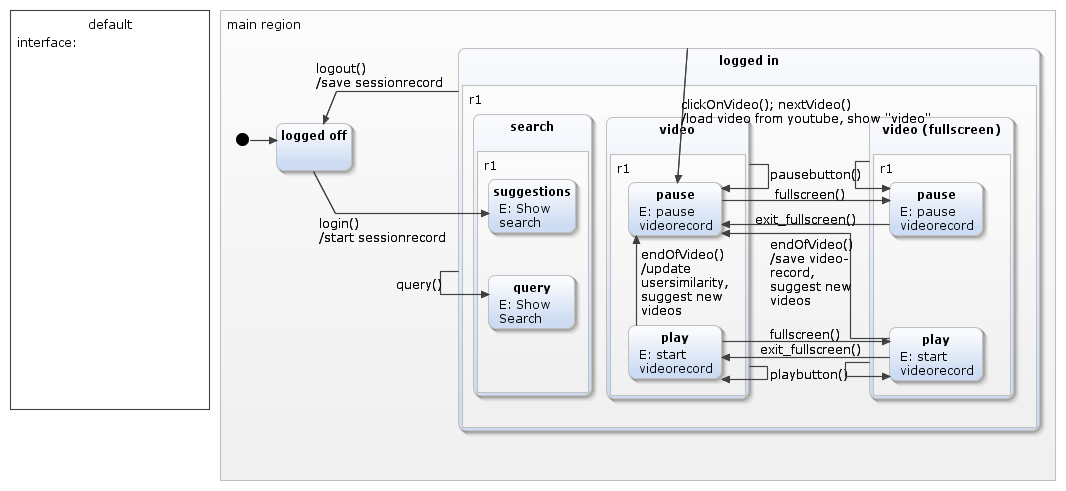 default
interface:
main region
logged in
logout()
/save sessionrecord
r1
clickOnVideo(); nextVideo()
/load video from youtube, show "video"
logged off
search
video
video (fullscreen)
r1
r1
r1
pausebutton()
suggestions
E: Show
search
pause
E: pause
videorecord
fullscreen()
pause
E: pause
videorecord
exit_fullscreen()
login()
/start sessionrecord
endOfVideo()
/update
usersimilarity,
suggest new
videos
endOfVideo()
/save video-
record,
suggest new
videos
query()
query
E: Show
Search
play
E: start
videorecord
fullscreen()
exit_fullscreen()
playbutton()
play
E: start
videorecord